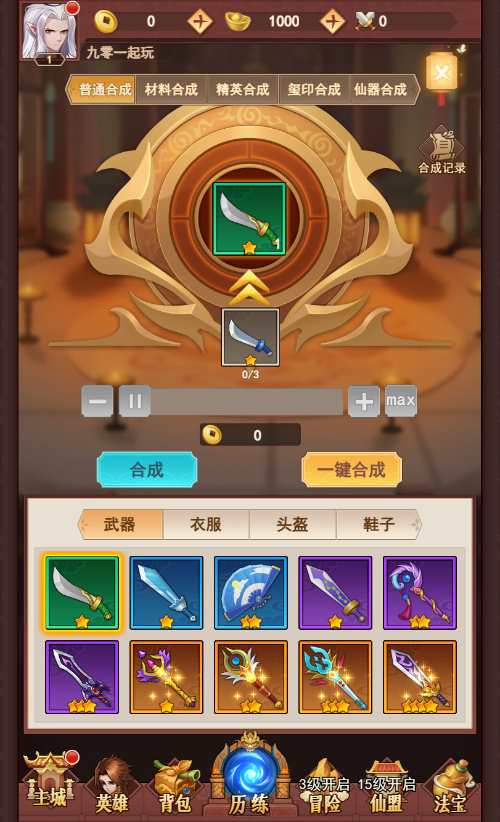 0 1000 0
九零一起玩
1
普通合成 材料合成 精英合成 玺印合成 仙器合成
合成记录
1
0/3
max
0
合成 一键合成
武器 衣服 头盔 鞋子
3级开启 15级开启
主城 英雄 背包 历练 冒险 仙盟 法宝